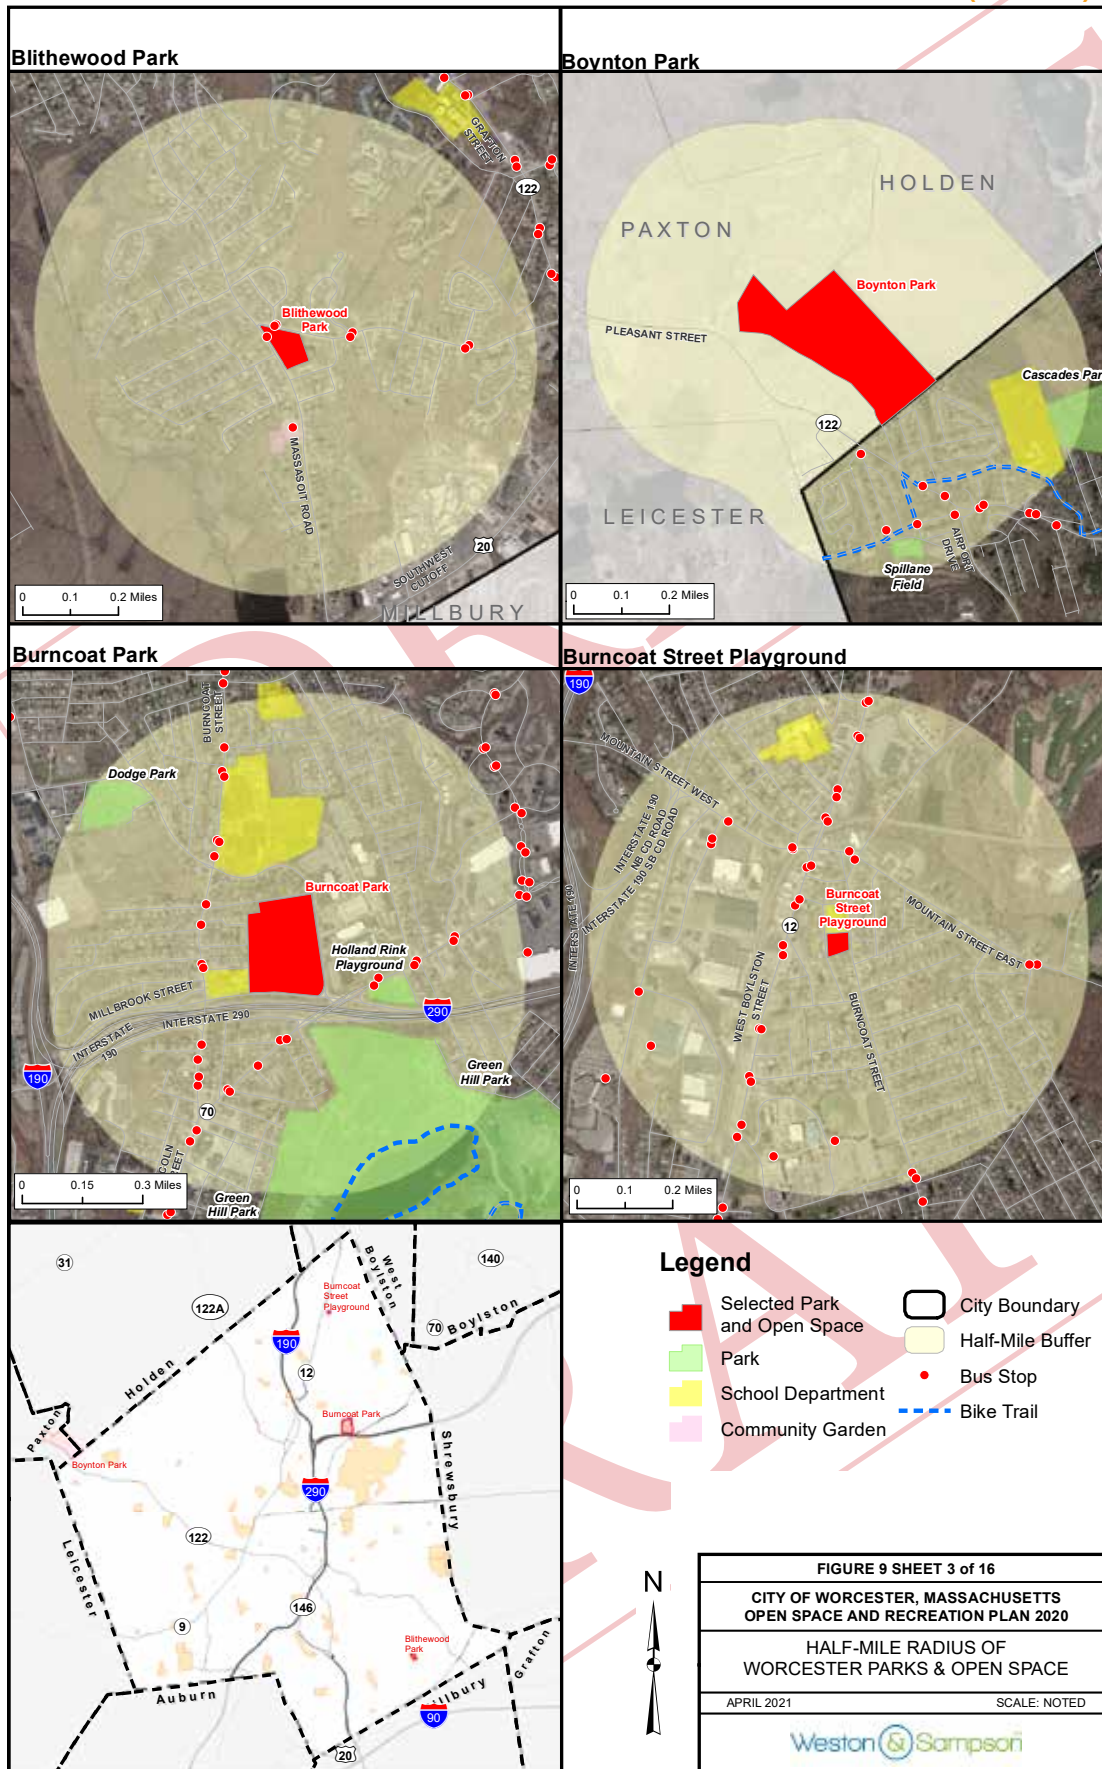 Blithewood Park
GRAFTON
STREET
122
Blithewood
Park
MASSASOIT ROAD
SOUTHWEST
CUTOFF
20
MILLBURY
0 0.1 0.2 Miles
Boynton Park
HOLDEN
PAXTON
Boynton Park
PLEASANT STREET
Cascades Par
122
LEICESTER
AIRPORT
DRIVE
Spillane
Field
0 0.1 0.2 Miles
Burncoat Park
BURNCOAT
STREET
Dodge Park
Burncoat Park
Holland Rink
Playground
MILLBROOK STREET
INTERSTATE 290
INTERSTATE
190
290
190
Green
Hill Park
70
COLN
REET
Green
Hill Park
0 0.15 0.3 Miles
Burncoat Street Playground
190
MOUNTAIN STREET WEST
INTERSTATE 190
NB CD ROAD
INTERSTATE 190 SB CD ROAD
INTERSTATE 190
Burncoat
Street
Playground
12
MOUNTAIN STREET EAST
WEST BOYLSTON
STREET
BURNCOAT STREET
0 0.1 0.2 Miles
31
140
West
Boylston
122A
Burncoat
Street
Playground
70
Boylston
190
Holden
12
Burncoat Park
Paxton
Boynton Park
Shrewsbury
290
122
Leicester
146
9
Blithewood
Park
Grafton
Auburn
illbury
90
20
Legend
Selected Park
and Open Space
Park
School Department
Community Garden
City Boundary
Half-Mile Buffer
Bus Stop
Bike Trail
N
FIGURE 9 SHEET 3 of 16
CITY OF WORCESTER, MASSACHUSETTS
OPEN SPACE AND RECREATION PLAN 2020
HALF-MILE RADIUS OF
WORCESTER PARKS & OPEN SPACE
APRIL 2021 SCALE: NOTED
Weston & Sampson